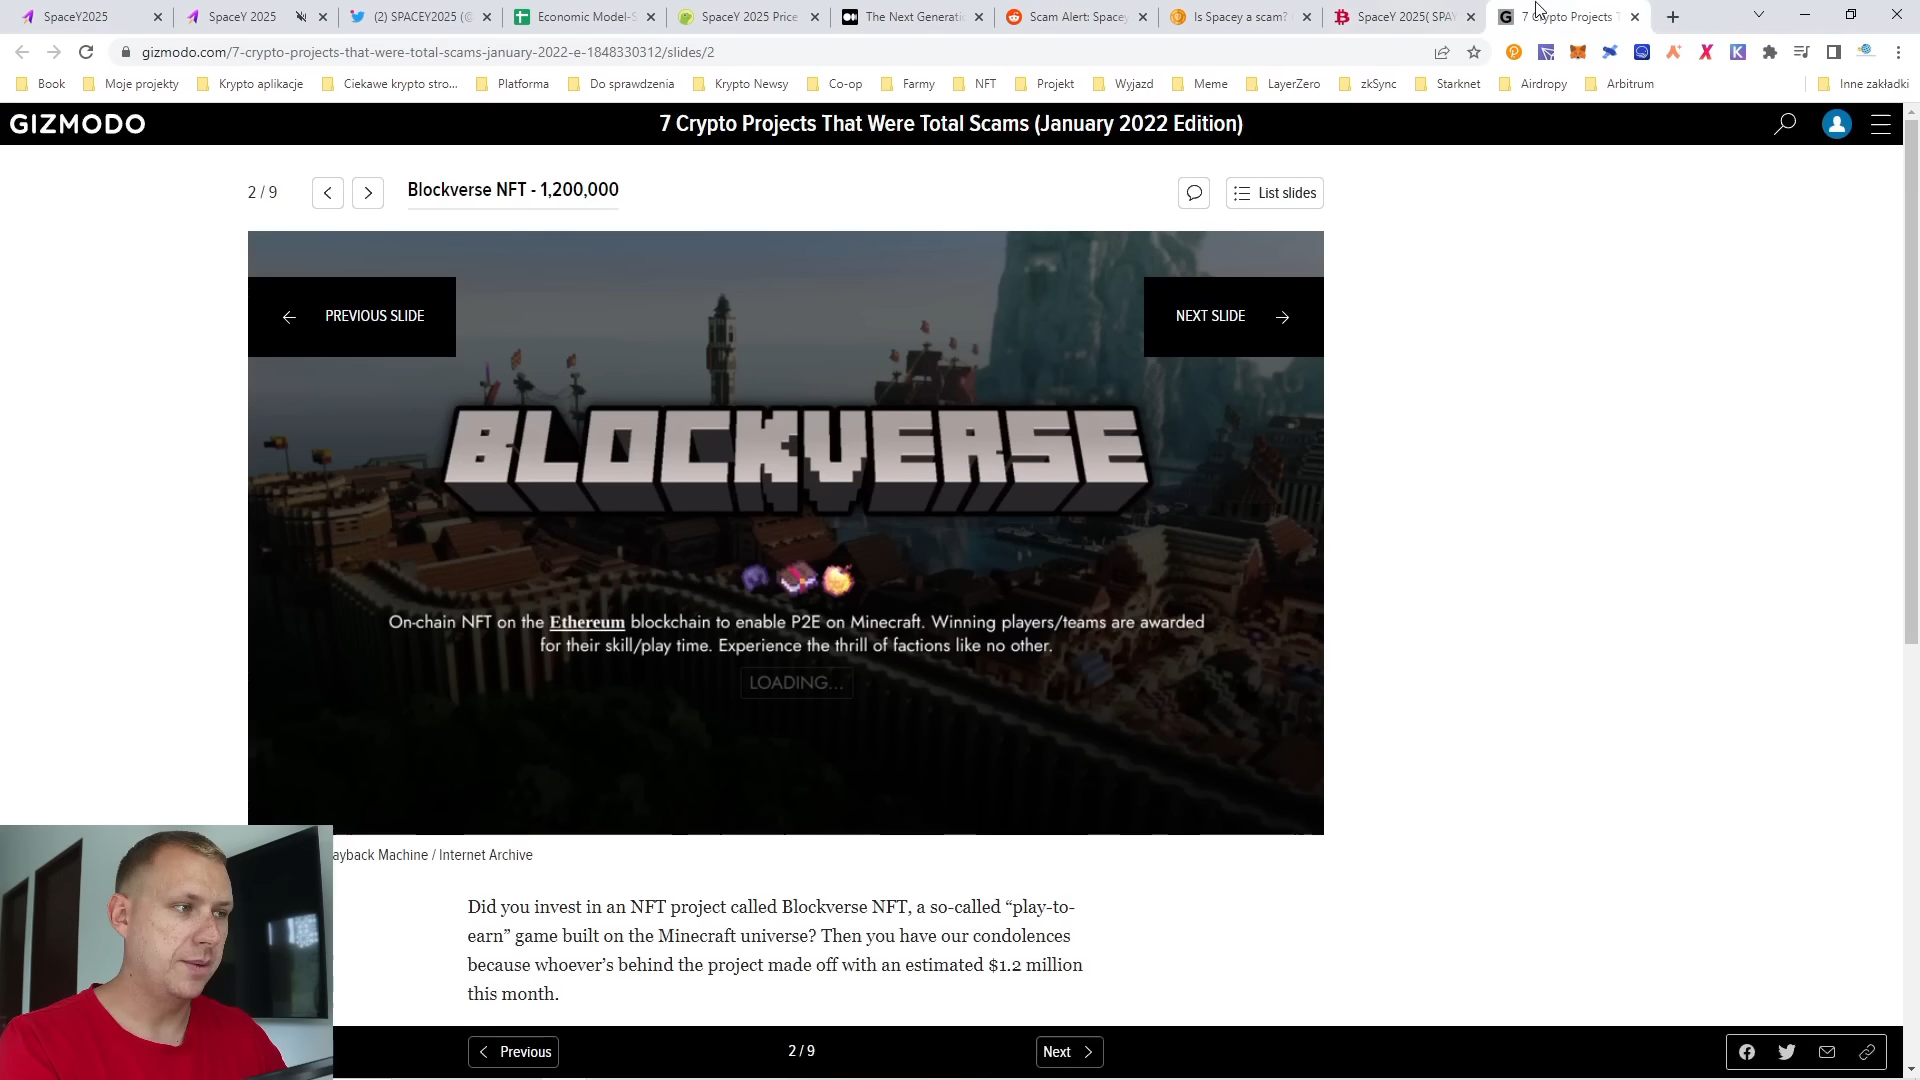 SpaceY2025
SpaceY 2025
(2) SPACEY2025 (@
Economic Model-S
SpaceY 2025 Price
The Next Generati
Scam Alert: Spacey
Is Spacey a scam?
SpaceY 2025( SPAY
7 Crypto Projects T
gizmodo.com/7-crypto-projects-that-were-total-scams-january-2022-e-1848330312/slides/2
Book
Moje projekty
Krypto aplikacje
Ciekawe krypto stro...
Platforma
Do sprawdzenia
Krypto Newsy
Co-op
Farmy
NFT
Projekt
Wyjazd
Meme
LayerZero
zkSync
Starknet
Airdropy
Arbitrum
Inne zakładki
GIZMODO
7 Crypto Projects That Were Total Scams (January 2022 Edition)
2 / 9
Blockverse NFT - 1,200,000
List slides
PREVIOUS SLIDE
NEXT SLIDE
BLOCKVERSE
On-chain NFT on the Ethereum blockchain to enable P2E on Minecraft. Winning players/teams are awarded
for their skill/play time. Experience the thrill of factions like no other.
LOADING...
ayback Machine / Internet Archive
Did you invest in an NFT project called Blockverse NFT, a so-called “play-to-
earn” game built on the Minecraft universe? Then you have our condolences
because whoever’s behind the project made off with an estimated $1.2 million
this month.
Previous
2 / 9
Next